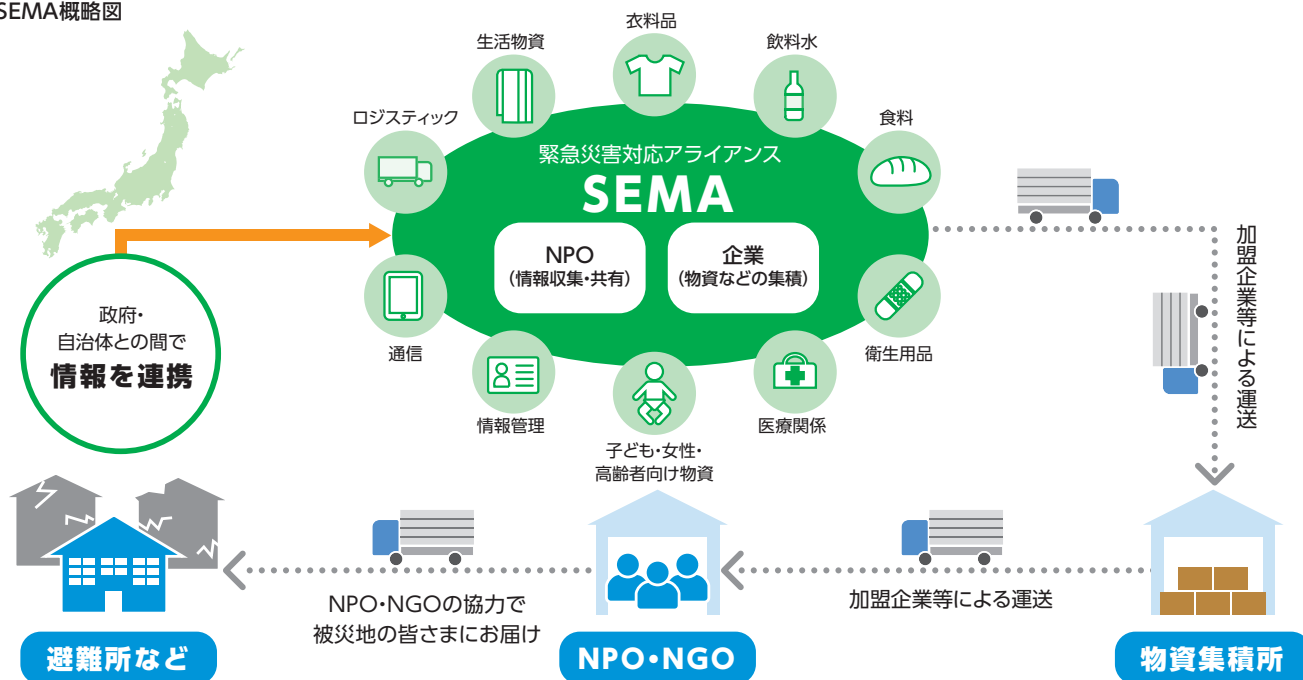 SEMA概略図
衣料品
生活物資
飲料水
ロジスティック
食料
緊急災害対応アライアンス
SEMA
NPO
(情報収集・共有)
企業
(物資などの集積)
政府・
自治体との間で
情報を連携
通信
衛生用品
情報管理
医療関係
子ども・女性・
高齢者向け物資
加盟企業等による運送
加盟企業等による運送
NPO・NGOの協力で
被災地の皆さまにお届け
避難所など
NPO・NGO
物資集積所